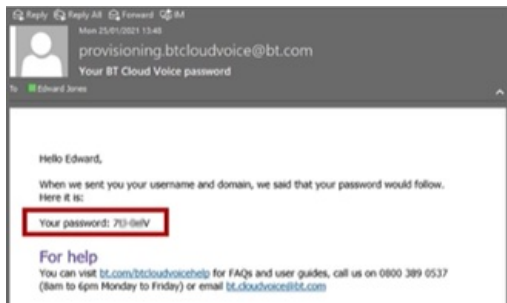 Reply Reply All Forward IM
Mon 25/01/2021 13:40
provisioning.btcloudvoice@bt.com
Your BT Cloud Voice password
To Edward Jones
Hello Edward,
When we sent you your username and domain, we said that your password would follow.
Here it is:
Your password:
For help
You can visit bt.com/btcloudvoicehelp for FAQs and user guides, call us on 0800 389 0537
(8am to 6pm Monday to Friday) or email bt.cloudvoice@bt.com